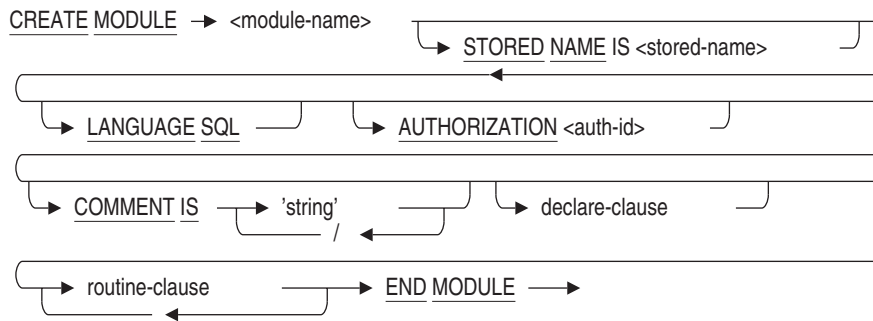 CREATE MODULE <module-name>
STORED NAME IS <stored-name>
LANGUAGE SQL AUTHORIZATION <auth-id>
COMMENT IS 'string' declare-clause
/
routine-clause END MODULE